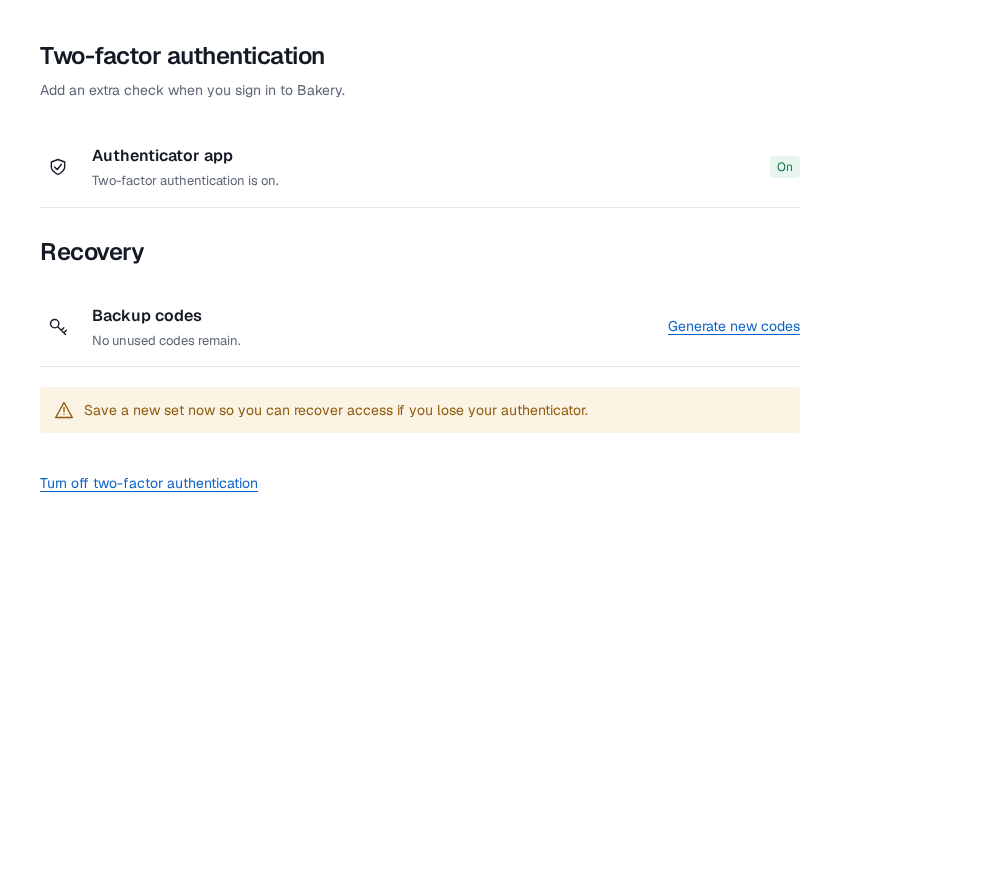 Two-factor authentication
Add an extra check when you sign in to Bakery.
Authenticator app
Two-factor authentication is on.
On
Recovery
Backup codes
No unused codes remain.
Generate new codes
Save a new set now so you can recover access if you lose your authenticator.
Turn off two-factor authentication